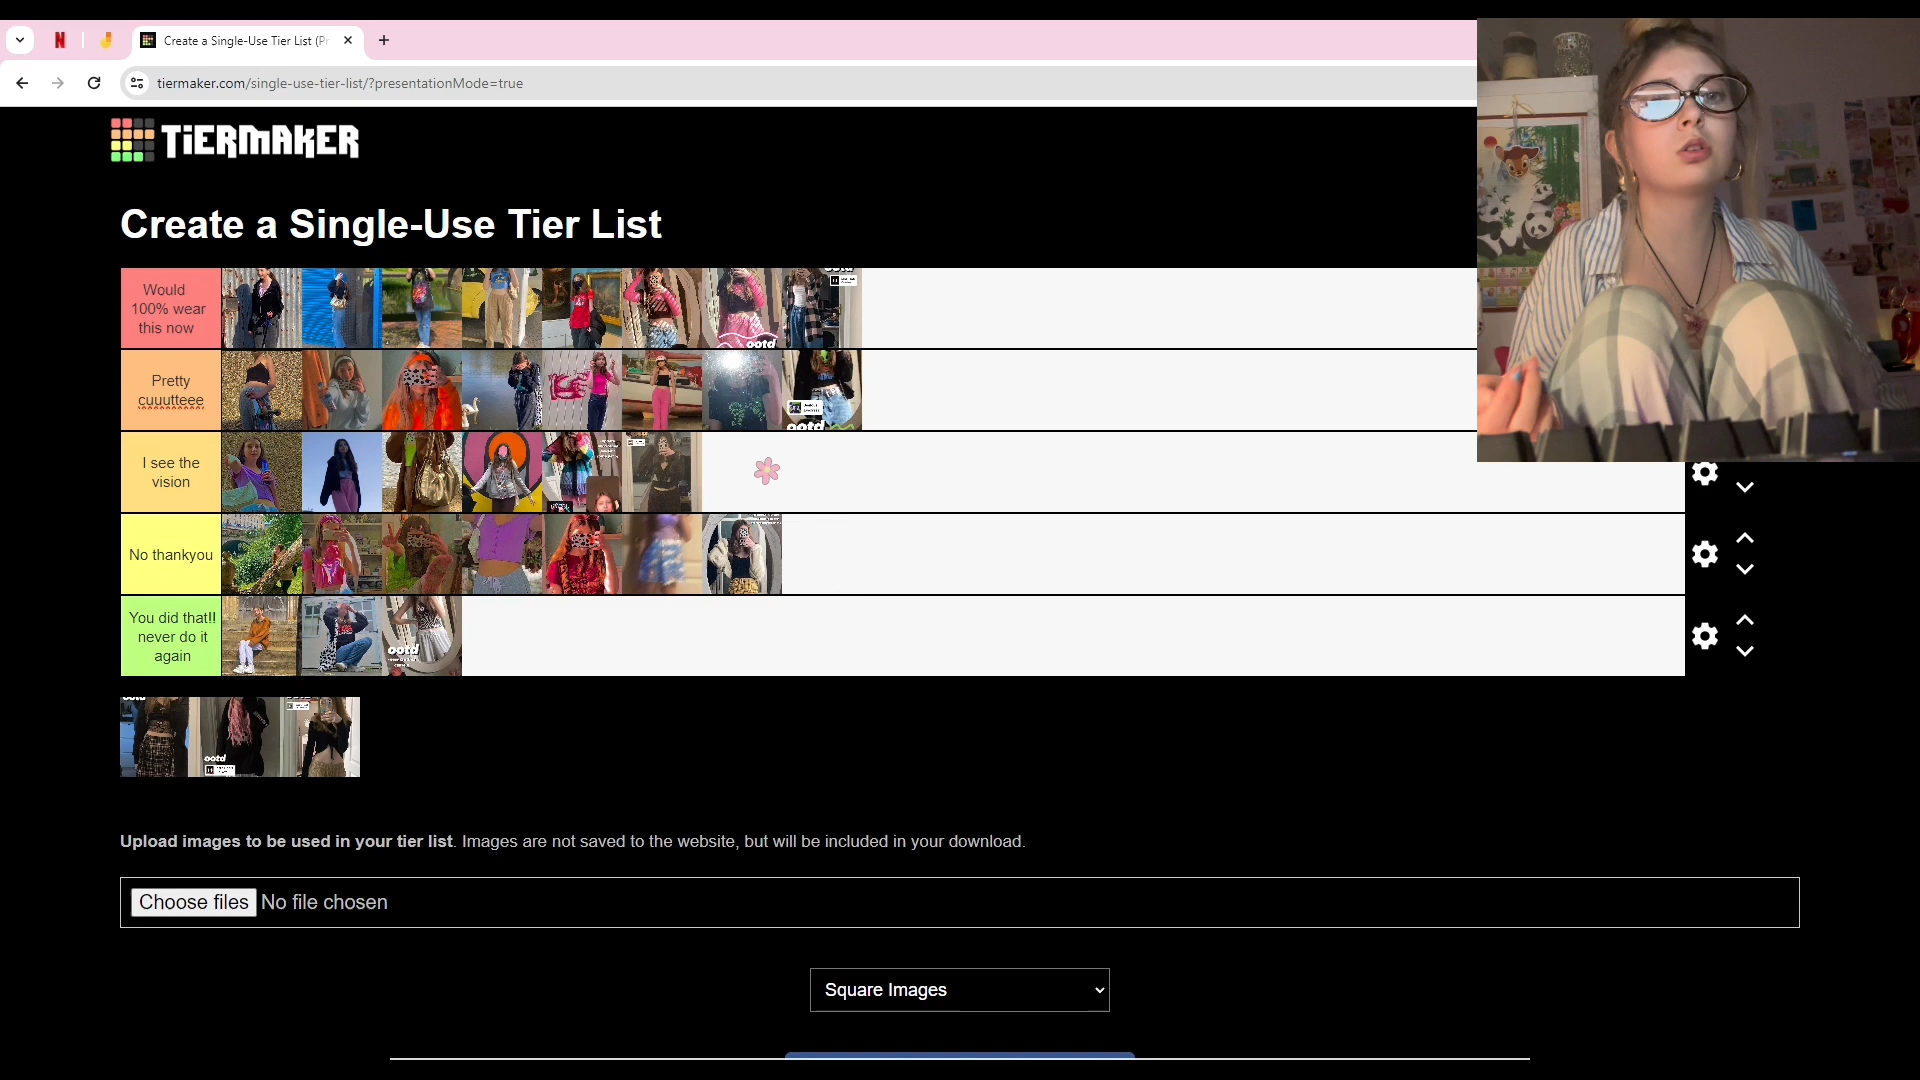 Create a Single-Use Tier List (Pr
tiermaker.com/single-use-tier-list/?presentationMode=true
TiERMAKER
Create a Single-Use Tier List
Would
100% wear
this now
ootd
Pretty
cuuutteee
ootd
I see the
vision
No thankyou
You did that!!
never do it
again
ootd
ootd
Upload images to be used in your tier list. Images are not saved to the website, but will be included in your download.
Choose files No file chosen
Square Images